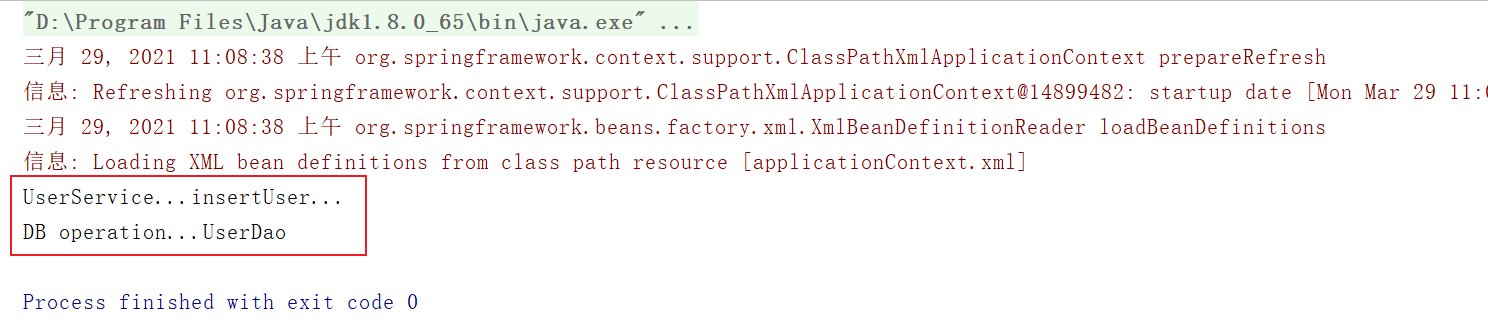 "D:\Program Files\Java\jdk1.8.0_65\bin\java.exe" ...
三月 29, 2021 11:08:38 上午 org.springframework.context.support.ClassPathXmlApplicationContext prepareRefresh
信息: Refreshing org.springframework.context.support.ClassPathXmlApplicationContext@14899482: startup date [Mon Mar 29 11:
三月 29, 2021 11:08:38 上午 org.springframework.beans.factory.xml.XmlBeanDefinitionReader loadBeanDefinitions
信息: Loading XML bean definitions from class path resource [applicationContext.xml]
UserService...insertUser...
DB operation...UserDao
Process finished with exit code 0